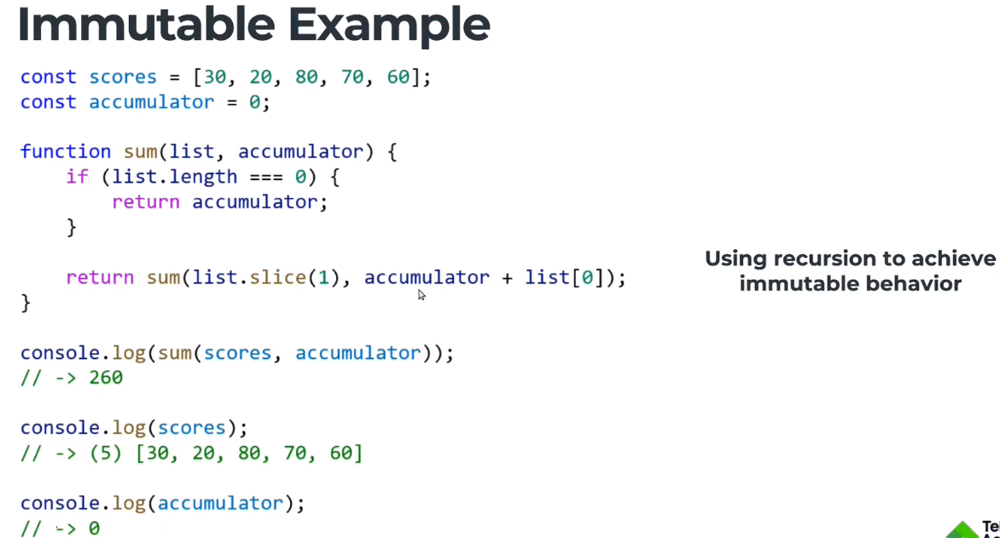 Immutable Example
const scores = [30, 20, 80, 70, 60];
const accumulator = 0;
function sum(list, accumulator) {
if (list.length === 0) {
return accumulator;
}
return sum(list.slice(1), accumulator + list[0]);
}
Using recursion to achieve
immutable behavior
console.log(sum(scores, accumulator));
// -> 260
console.log(scores);
// -> (5) [30, 20, 80, 70, 60]
console.log(accumulator);
// -> 0